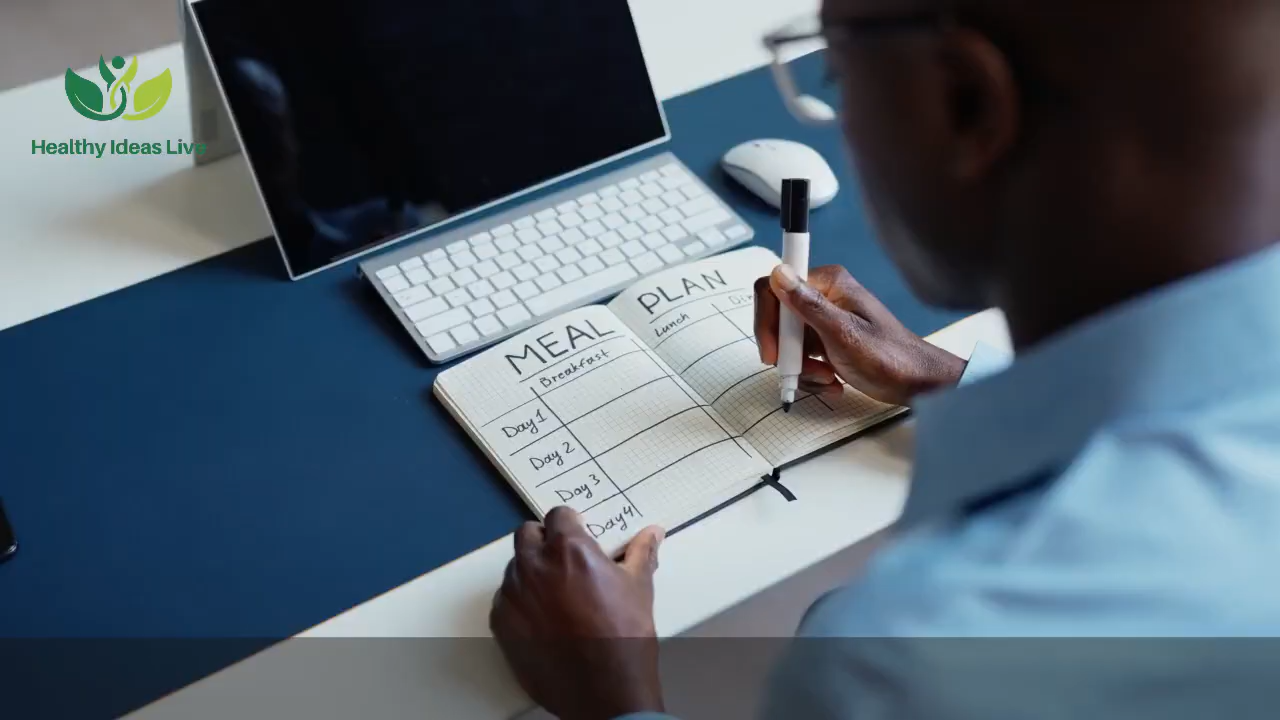 Healthy Ideas Live
MEAL PLAN
Breakfast
Lunch
Day 1
Day 2
Day 3
Day 4